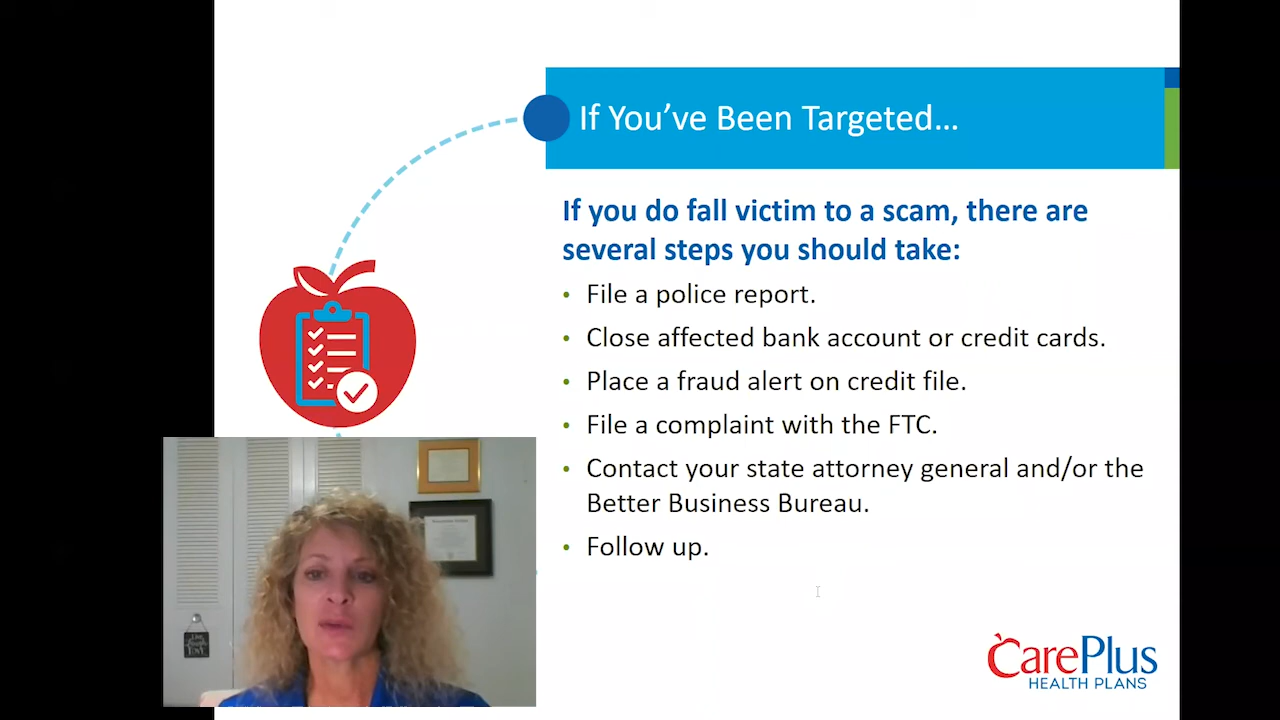 If You’ve Been Targeted...
If you do fall victim to a scam, there are
several steps you should take:
• File a police report.
• Close affected bank account or credit cards.
• Place a fraud alert on credit file.
• File a complaint with the FTC.
• Contact your state attorney general and/or the
Better Business Bureau.
• Follow up.
CarePlus
HEALTH PLANS